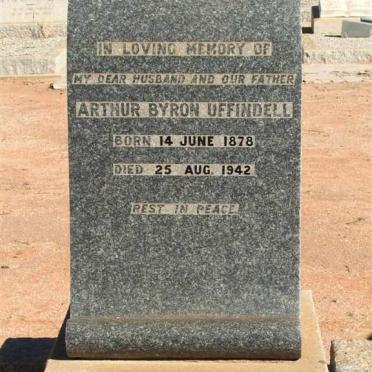 IN LOVING MEMORY OF
MY DEAR HUSBAND AND OUR FATHER
ARTHUR BYRON UFFINDELL
BORN 14 JUNE 1878
DIED 25 AUG. 1942
REST IN PEACE.